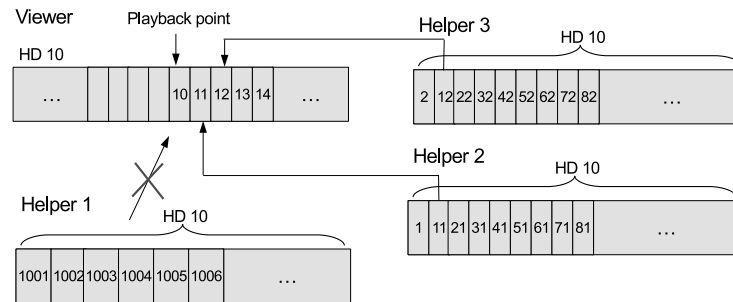 Viewer
Playback point
HD 10
... 10 11 12 13 14 ...
Helper 3
HD 10
2 12 22 32 42 52 62 72 82 ...
Helper 2
HD 10
1 11 21 31 41 51 61 71 81 ...
Helper 1
HD 10
1001 1002 1003 1004 1005 1006 ...